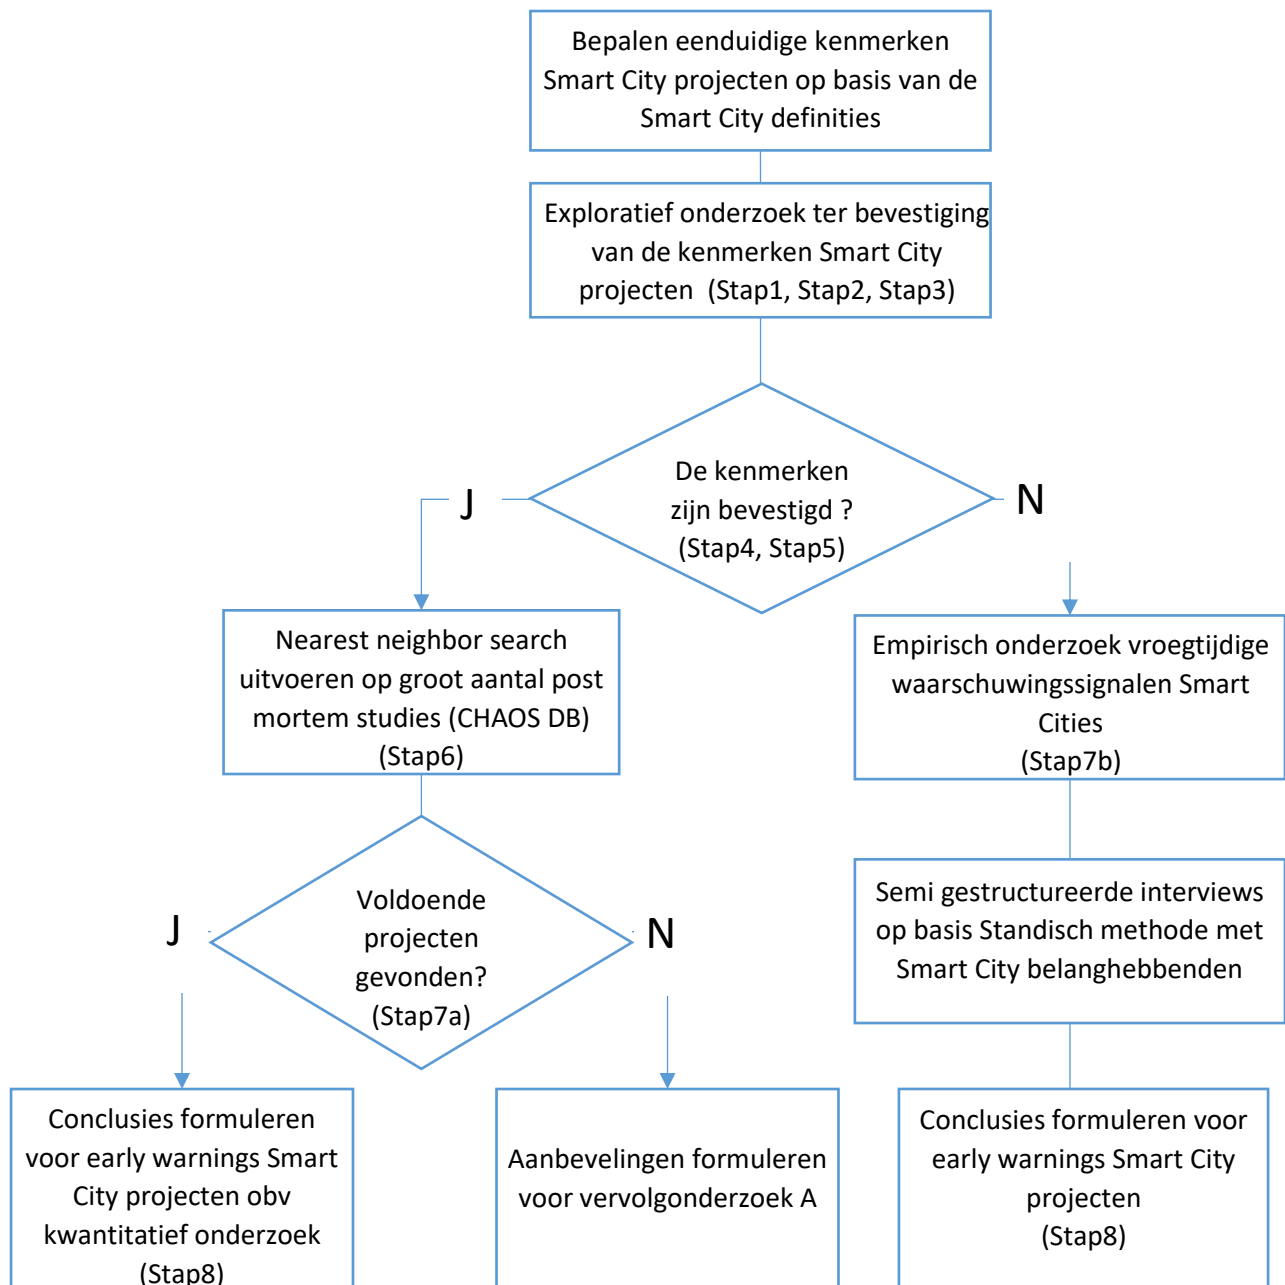 Bepalen eenduidige kenmerken
Smart City projecten op basis van de
Smart City definities
Exploratief onderzoek ter bevestiging
van de kenmerken Smart City
projecten (Stap1, Stap2, Stap3)
De kenmerken
zijn bevestigd ?
(Stap4, Stap5)
J
N
Nearest neighbor search
uitvoeren op groot aantal post
mortem studies (CHAOS DB)
(Stap6)
Empirisch onderzoek vroegtijdige
waarschuwingssignalen Smart
Cities
(Stap7b)
Voldoende
projecten
gevonden?
(Stap7a)
J
N
Semi gestructureerde interviews
op basis Standisch methode met
Smart City belanghebbenden
Conclusies formuleren
voor early warnings Smart
City projecten obv
kwantitatief onderzoek
(Stap8)
Aanbevelingen formuleren
voor vervolgonderzoek A
Conclusies formuleren voor
early warnings Smart City
projecten
(Stap8)